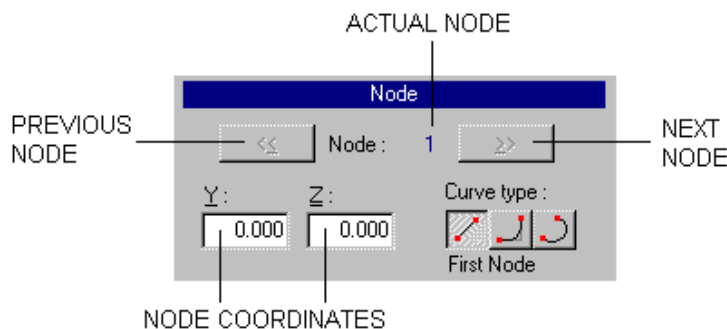 ACTUAL NODE
Node
PREVIOUS
NODE
<<
Node :
1
>>
NEXT
NODE
Y :
Z :
Curve type :
0.000
0.000
First Node
NODE COORDINATES